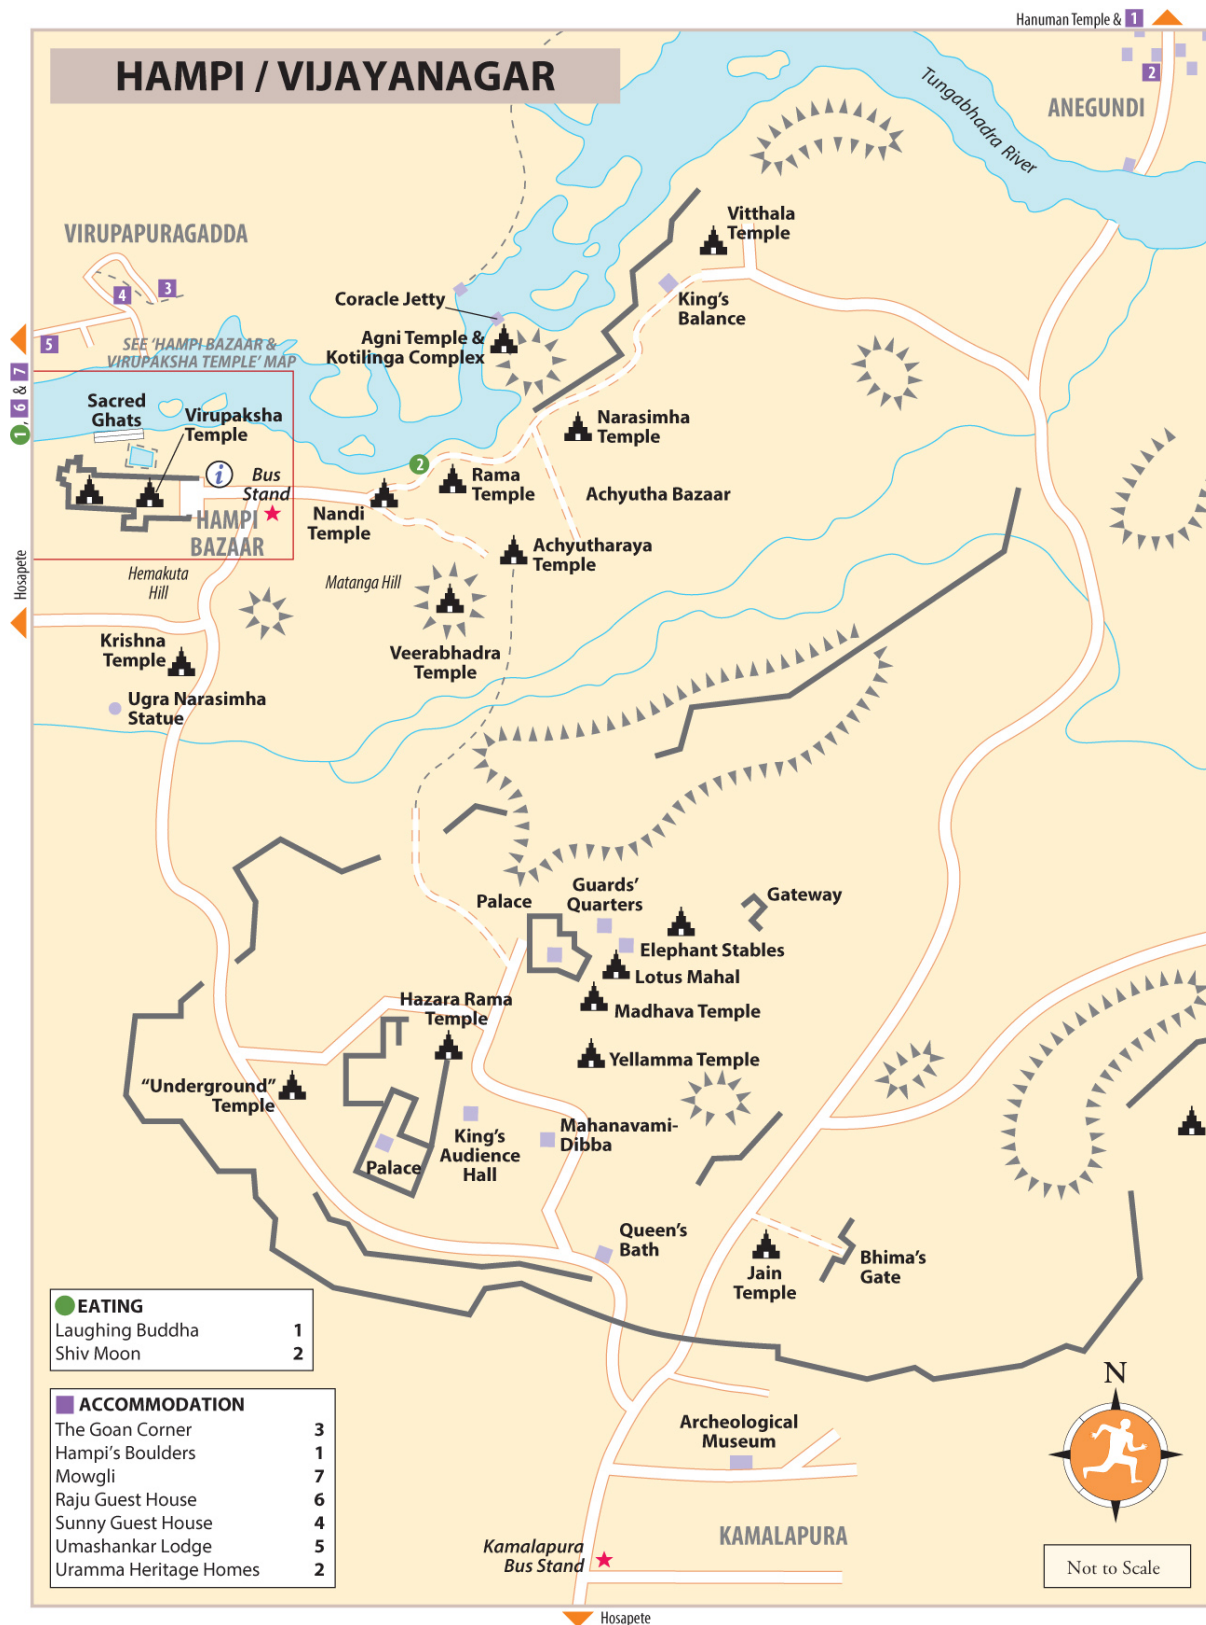 Hanuman Temple & 1
HAMPI / VIJAYANAGAR
2
ANEGUNDI
Tungabhadra River
VIRUPAPURAGADDA
Vitthala
Temple
3
4
Coracle Jetty
King's
Balance
5
SEE 'HAMPI BAZAAR &
VIRUPAKSHA TEMPLE' MAP
Agni Temple &
Kotilinga Complex
1, 6 & 7
Sacred
Ghats
Virupaksha
Temple
Narasimha
Temple
i
Bus
Stand
2
Rama
Temple
Achyutha Bazaar
HAMPI
BAZAAR
Nandi
Temple
Achyutharaya
Temple
Hosapete
Hemakuta
Hill
Matanga Hill
Krishna
Temple
Veerabhadra
Temple
Ugra Narasimha
Statue
Palace
Guards'
Quarters
Gateway
Elephant Stables
Lotus Mahal
Hazara Rama
Temple
Madhava Temple
Yellamma Temple
"Underground"
Temple
King's
Audience
Hall
Mahanavami-
Dibba
Palace
Queen's
Bath
Jain
Temple
Bhima's
Gate
EATING
Laughing Buddha 1
Shiv Moon 2
ACCOMMODATION
The Goan Corner 3
Hampi's Boulders 1
Mowgli 7
Raju Guest House 6
Sunny Guest House 4
Umashankar Lodge 5
Uramma Heritage Homes 2
N
Archeological
Museum
KAMALAPURA
Kamalapura
Bus Stand
Not to Scale
Hosapete